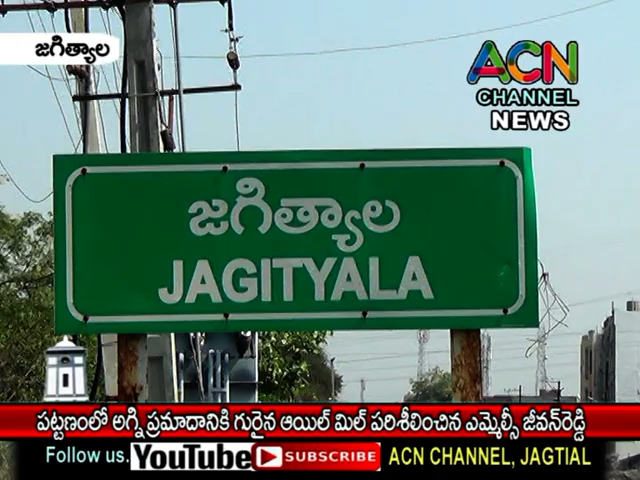 జగిత్యాల
ACN
CHANNEL
NEWS
జగిత్యాల
JAGITYALA
పట్టణంలో అగ్ని ప్రమాదానికి గురైన ఆయిల్ మిల్ పరిశీలించిన ఎమ్మెల్సీ జీవన్‌రెడ్డి
Follow us. YouTube SUBSCRIBE ACN CHANNEL, JAGTIAL